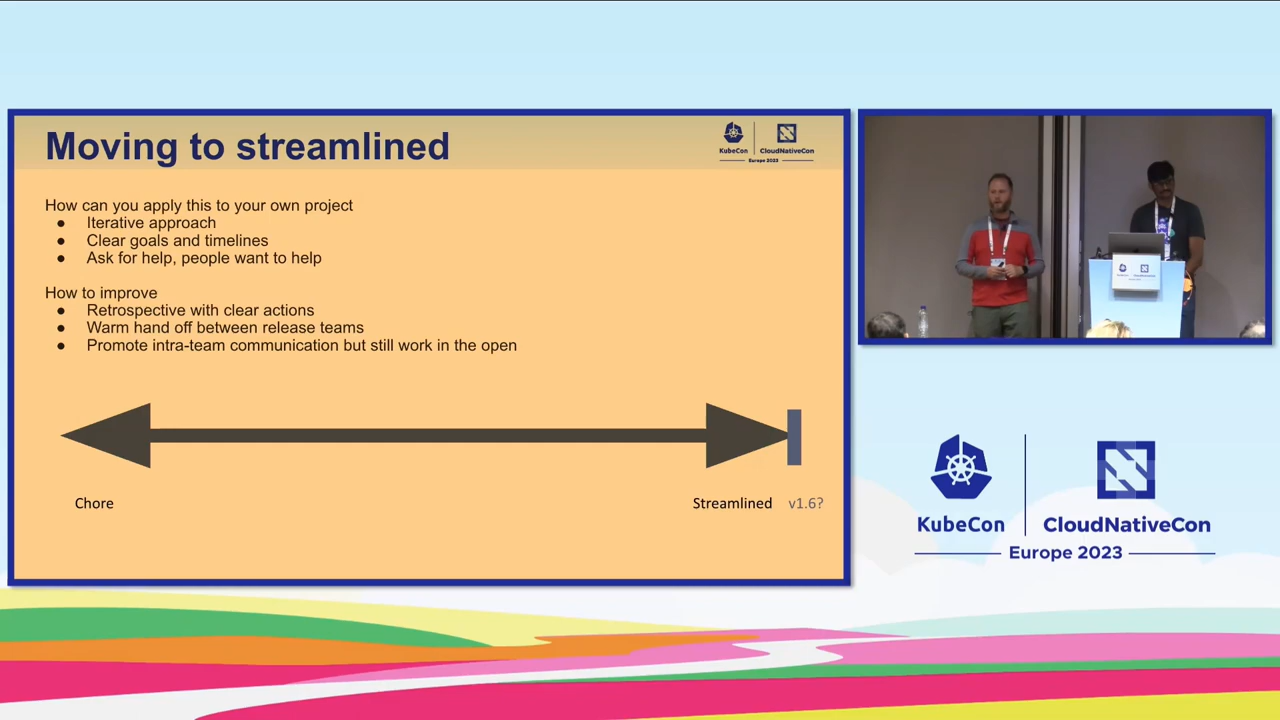 Moving to streamlined
KubeCon
CloudNativeCon
Europe 2023
How can you apply this to your own project
● Iterative approach
● Clear goals and timelines
● Ask for help, people want to help
How to improve
● Retrospective with clear actions
● Warm hand off between release teams
● Promote intra-team communication but still work in the open
Chore
Streamlined
v1.6?
KubeCon
CloudNativeCon
Europe 2023